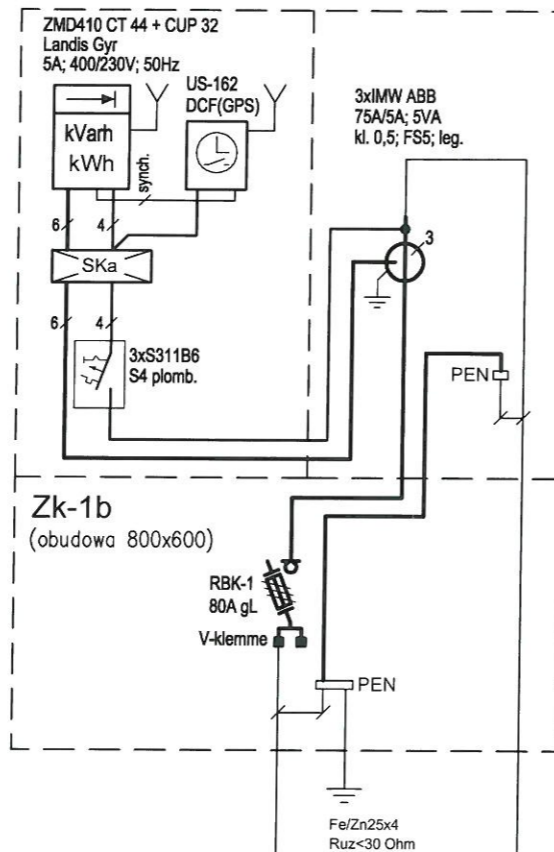 ZMD410 CT 44 + CUP 32
Landis Gyr
5A; 400/230V; 50Hz
US-162
DCF(GPS)
kVarh
kWh
synch.
6
4
SKa
6
4
3xS311B6
S4 plomb.
3xIMW ABB
75A/5A; 5VA
kl. 0,5; FS5; leg.
3
PEN
Zk-1b
(obudowa 800x600)
RBK-1
80A gL
V-klemme
PEN
Fe/Zn25x4
Ruz<30 Ohm